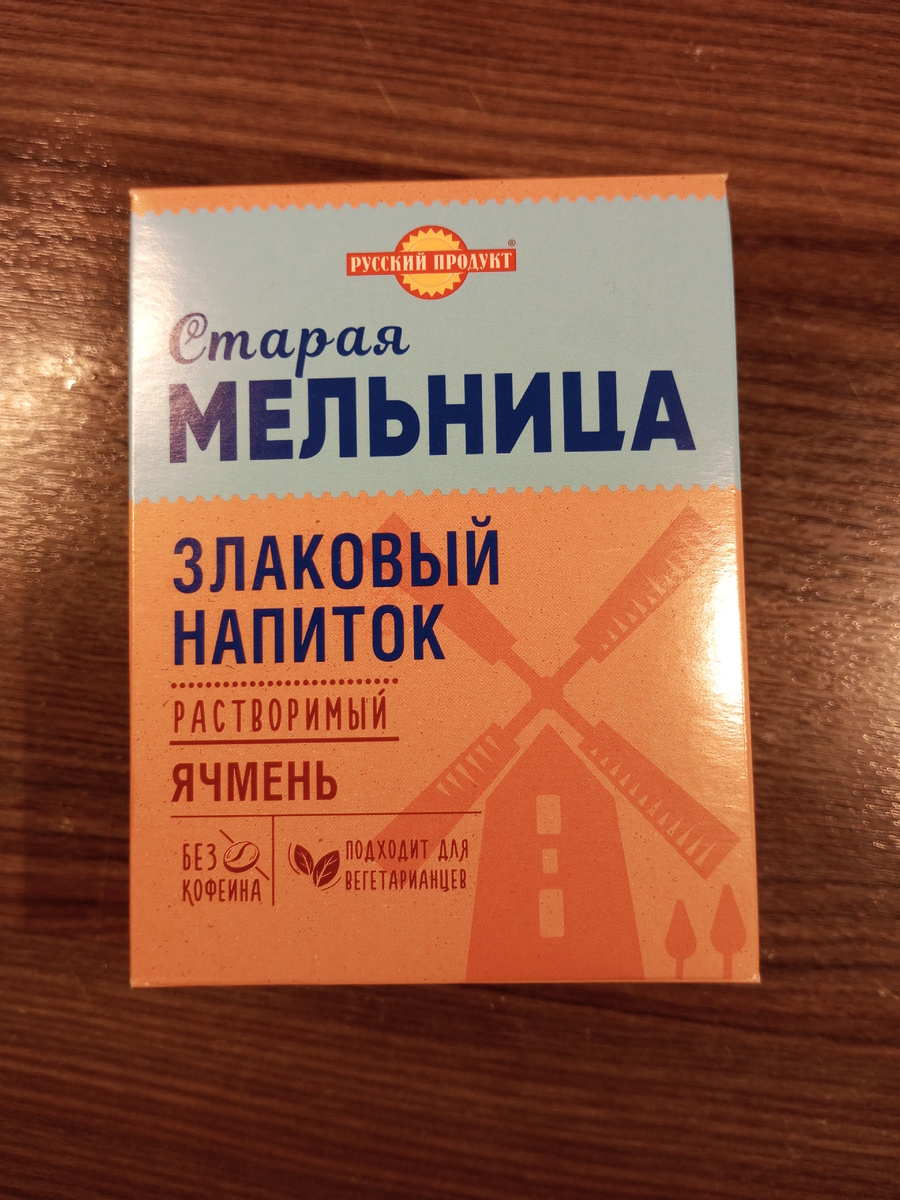 РУССКИЙ ПРОДУКТ®
Старая
МЕЛЬНИЦА
ЗЛАКОВЫЙ
НАПИТОК
РАСТВОРИМЫЙ
ЯЧМЕНЬ
БЕЗ
КОФЕИНА
ПОДХОДИТ ДЛЯ
ВЕГЕТАРИАНЦЕВ